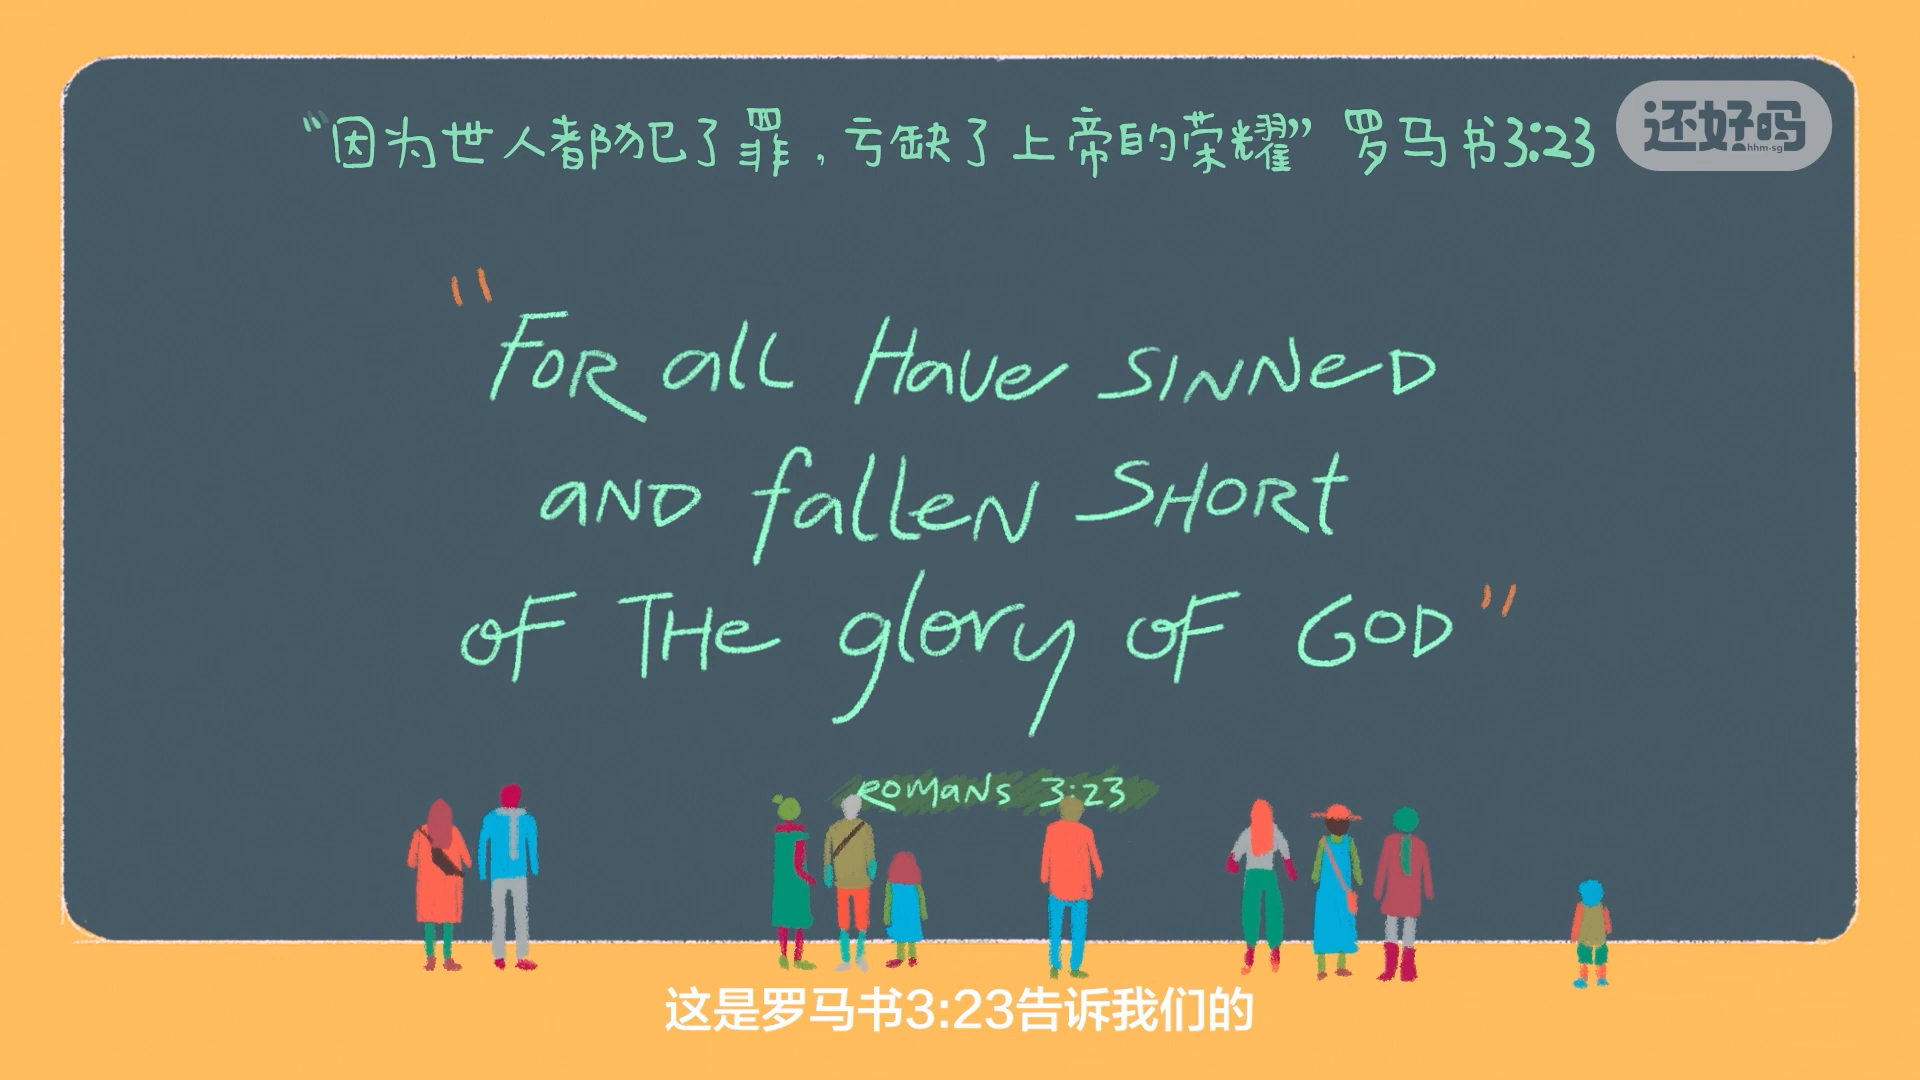 “因为世人都犯了罪，亏缺了上帝的荣耀” 罗马书3:23
还好吗
hhm.sg
"FOR all Have SINNeD
aND falleN SHORt
oF THe glory oF GOD"
ROMaNs 3:23
这是罗马书3:23告诉我们的